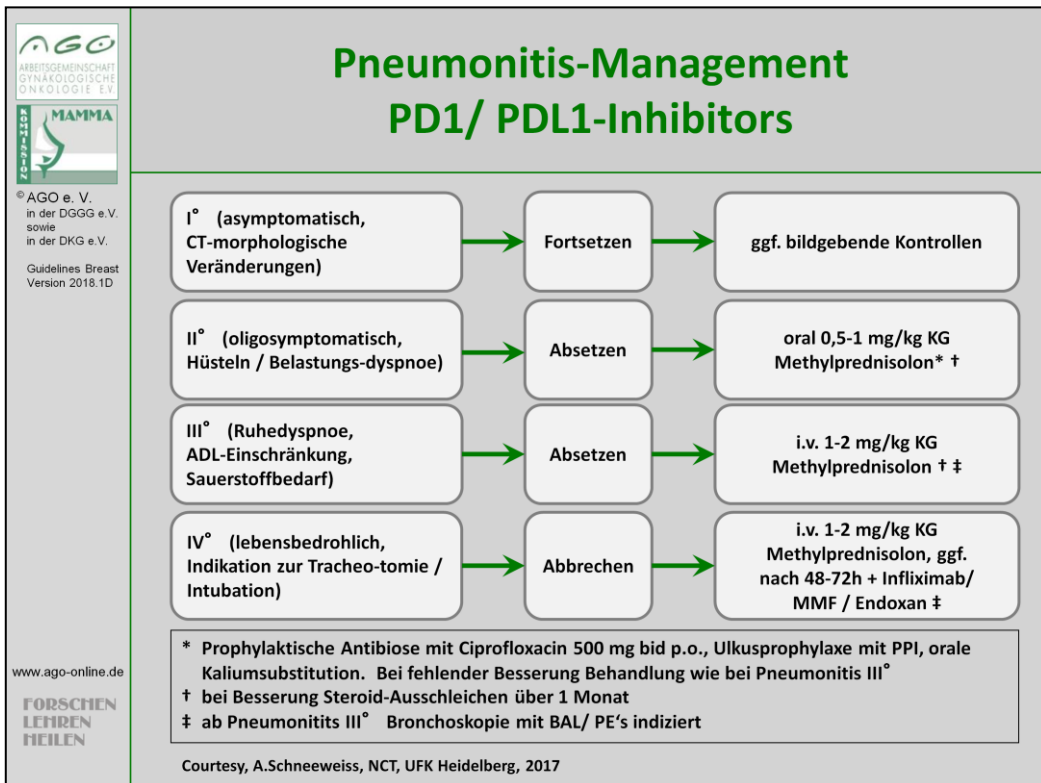 AGO
ARBEITSGEMEINSCHAFT
GYNÄKOLOGISCHE
ONKOLOGIE E.V.
KOMMISSION
MAMMA
© AGO e. V.
in der DGGG e.V.
sowie
in der DKG e.V.
Guidelines Breast
Version 2018.1D
www.ago-online.de
FORSCHEN
LEHREN
HEILEN
Pneumonitis-Management
PD1/ PDL1-Inhibitors
I° (asymptomatisch,
CT-morphologische
Veränderungen)
Fortsetzen
ggf. bildgebende Kontrollen
II° (oligosymptomatisch,
Hüsteln / Belastungs-dyspnoe)
Absetzen
oral 0,5-1 mg/kg KG
Methylprednisolon* †
III° (Ruhedyspnoe,
ADL-Einschränkung,
Sauerstoffbedarf)
Absetzen
i.v. 1-2 mg/kg KG
Methylprednisolon † ‡
IV° (lebensbedrohlich,
Indikation zur Tracheo-tomie /
Intubation)
Abbrechen
i.v. 1-2 mg/kg KG
Methylprednisolon, ggf.
nach 48-72h + Infliximab/
MMF / Endoxan ‡
* Prophylaktische Antibiose mit Ciprofloxacin 500 mg bid p.o., Ulkusprophylaxe mit PPI, orale
Kaliumsubstitution. Bei fehlender Besserung Behandlung wie bei Pneumonitis III°
† bei Besserung Steroid-Ausschleichen über 1 Monat
‡ ab Pneumonitits III° Bronchoskopie mit BAL/ PE‘s indiziert
Courtesy, A.Schneeweiss, NCT, UFK Heidelberg, 2017